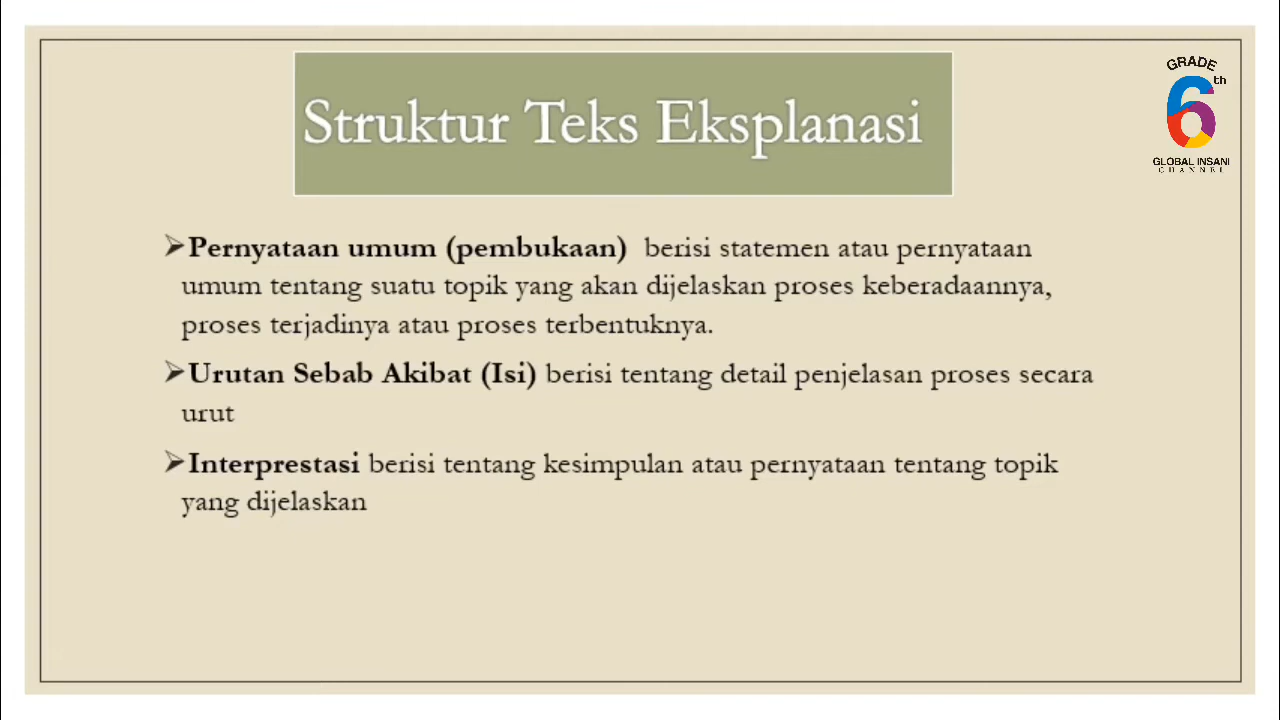 Struktur Teks Eksplanasi
GRADE
6th
GLOBAL INSANI
CHANNEL
➤Pernyataan umum (pembukaan) berisi statemen atau pernyataan
umum tentang suatu topik yang akan dijelaskan proses keberadaannya,
proses terjadinya atau proses terbentuknya.
➤Urutan Sebab Akibat (Isi) berisi tentang detail penjelasan proses secara
urut
➤Interprestasi berisi tentang kesimpulan atau pernyataan tentang topik
yang dijelaskan